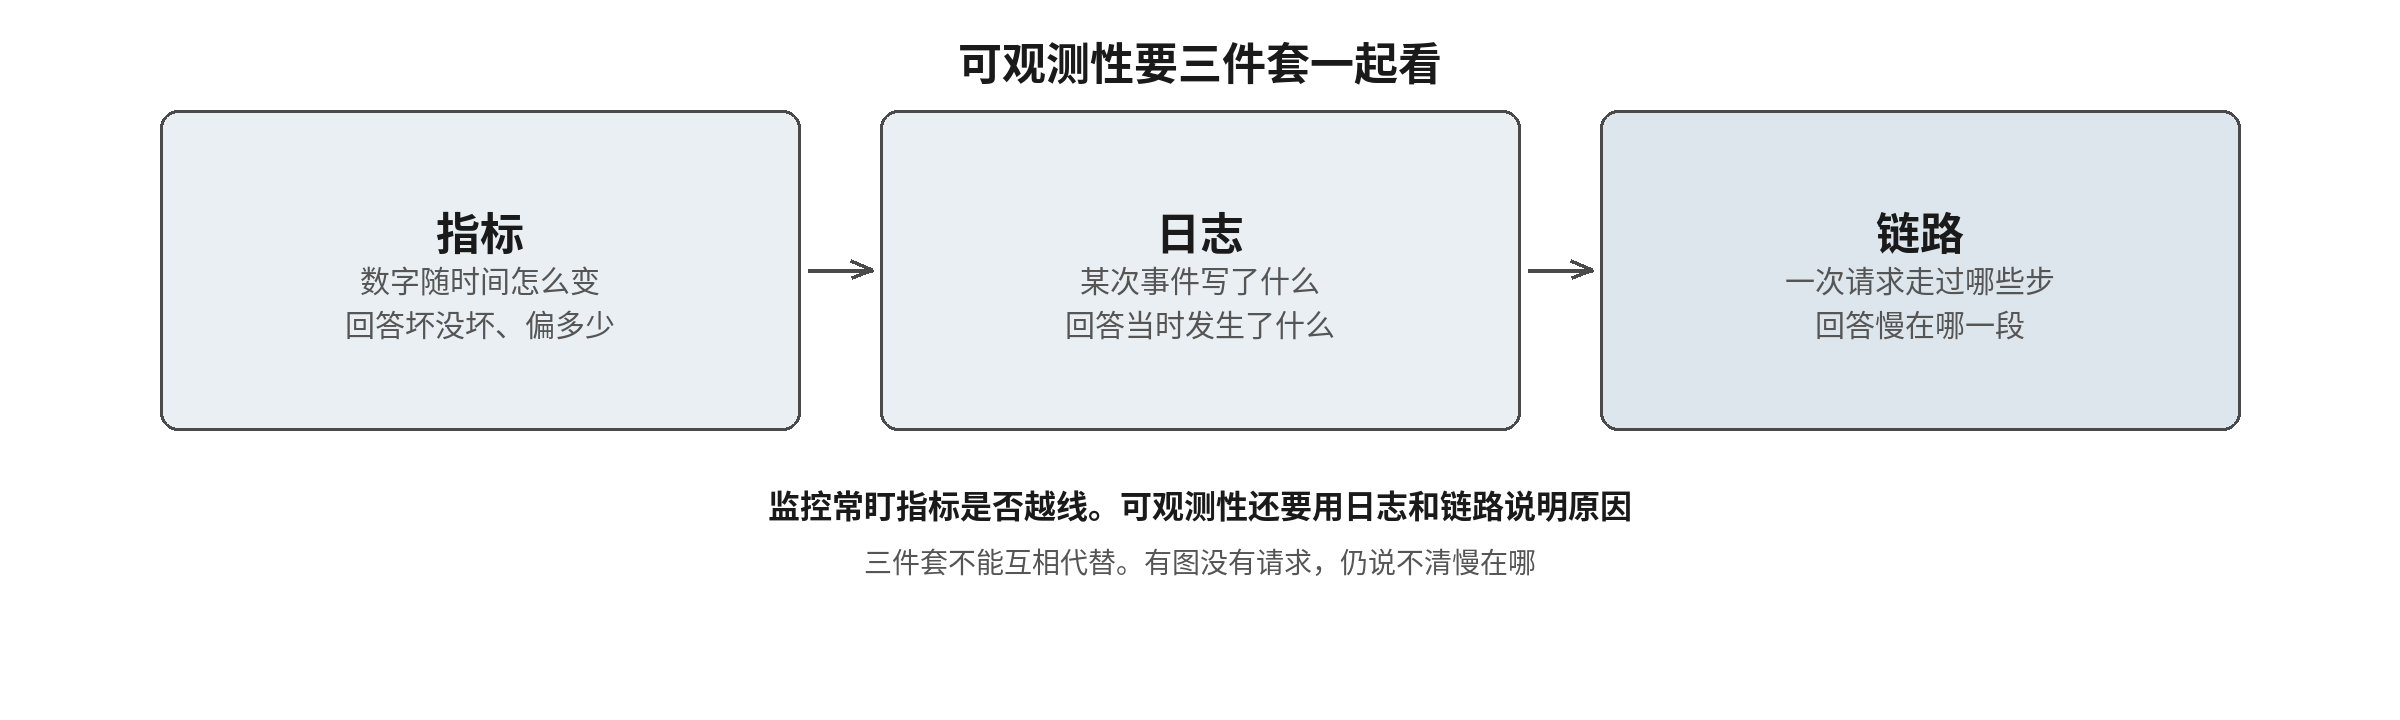 可观测性要三件套一起看
指标
数字随时间怎么变
回答坏没坏、偏多少
日志
某次事件写了什么
回答当时发生了什么
链路
一次请求走过哪些步
回答慢在哪一段
监控常盯指标是否越线。可观测性还要用日志和链路说明原因
三件套不能互相代替。有图没有请求，仍说不清慢在哪